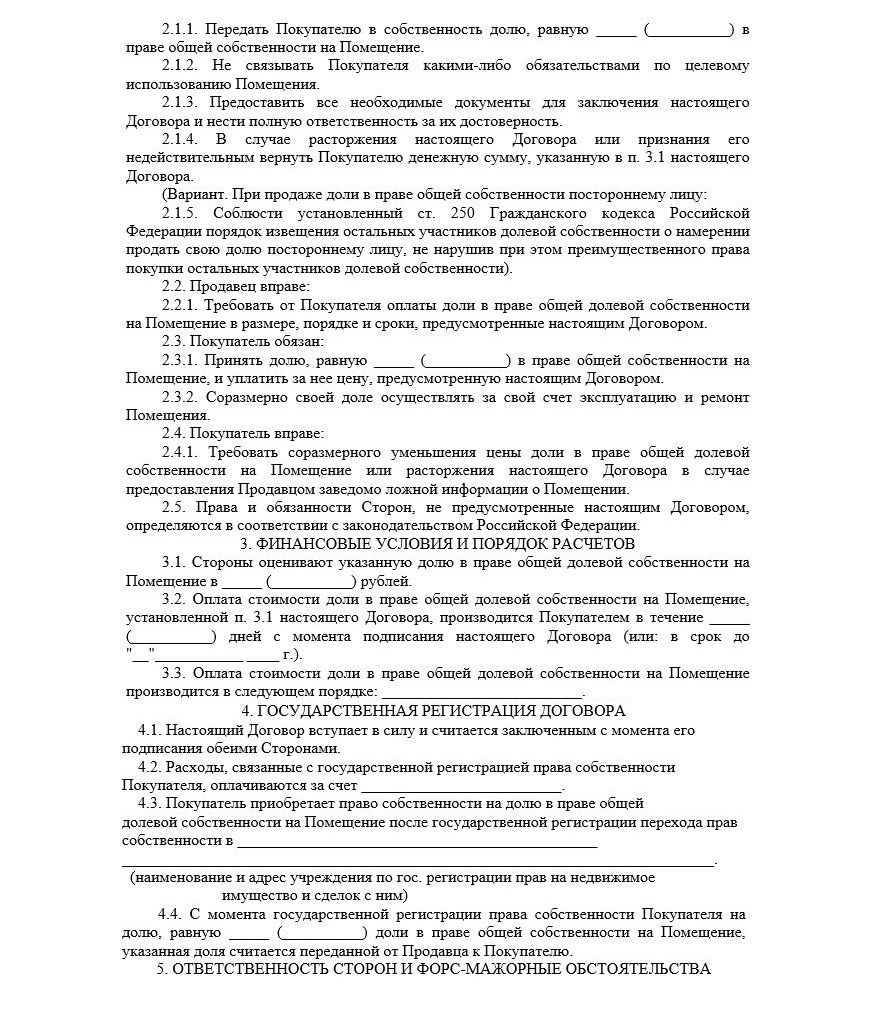 2.1.1. Передать Покупателю в собственность долю, равную _____ (__________) в
праве общей собственности на Помещение.
2.1.2. Не связывать Покупателя какими-либо обязательствами по целевому
использованию Помещения.
2.1.3. Предоставить все необходимые документы для заключения настоящего
Договора и нести полную ответственность за их достоверность.
2.1.4. В случае расторжения настоящего Договора или признания его
недействительным вернуть Покупателю денежную сумму, указанную в п. 3.1 настоящего
Договора.
(Вариант. При продаже доли в праве общей собственности постороннему лицу:
2.1.5. Соблюсти установленный ст. 250 Гражданского кодекса Российской
Федерации порядок извещения остальных участников долевой собственности о намерении
продать свою долю постороннему лицу, не нарушив при этом преимущественного права
покупки остальных участников долевой собственности).
2.2. Продавец вправе:
2.2.1. Требовать от Покупателя оплаты доли в праве общей долевой собственности
на Помещение в размере, порядке и сроки, предусмотренные настоящим Договором.
2.3. Покупатель обязан:
2.3.1. Принять долю, равную _____ (__________) в праве общей собственности на
Помещение, и уплатить за нее цену, предусмотренную настоящим Договором.
2.3.2. Соразмерно своей доле осуществлять за свой счет эксплуатацию и ремонт
Помещения.
2.4. Покупатель вправе:
2.4.1. Требовать соразмерного уменьшения цены доли в праве общей долевой
собственности на Помещение или расторжения настоящего Договора в случае
предоставления Продавцом заведомо ложной информации о Помещении.
2.5. Права и обязанности Сторон, не предусмотренные настоящим Договором,
определяются в соответствии с законодательством Российской Федерации.
3. ФИНАНСОВЫЕ УСЛОВИЯ И ПОРЯДОК РАСЧЕТОВ
3.1. Стороны оценивают указанную долю в праве общей долевой собственности на
Помещение в _____ (__________) рублей.
3.2. Оплата стоимости доли в праве общей долевой собственности на Помещение,
установленной п. 3.1 настоящего Договора, производится Покупателем в течение _____
(__________) дней с момента подписания настоящего Договора (или: в срок до
"__"___________ ____ г.).
3.3. Оплата стоимости доли в праве общей долевой собственности на Помещение
производится в следующем порядке: _________________________.
4. ГОСУДАРСТВЕННАЯ РЕГИСТРАЦИЯ ДОГОВОРА
4.1. Настоящий Договор вступает в силу и считается заключенным с момента его
подписания обеими Сторонами.
4.2. Расходы, связанные с государственной регистрацией права собственности
Покупателя, оплачиваются за счет _________________________.
4.3. Покупатель приобретает право собственности на долю в праве общей
долевой собственности на Помещение после государственной регистрации перехода прав
собственности в _____________________________________________
__________________________________________________________________________.
(наименование и адрес учреждения по гос. регистрации прав на недвижимое
имущество и сделок с ним)
4.4. С момента государственной регистрации права собственности Покупателя на
долю, равную _____ (__________) доли в праве общей собственности на Помещение,
указанная доля считается переданной от Продавца к Покупателю.
5. ОТВЕТСТВЕННОСТЬ СТОРОН И ФОРС-МАЖОРНЫЕ ОБСТОЯТЕЛЬСТВА